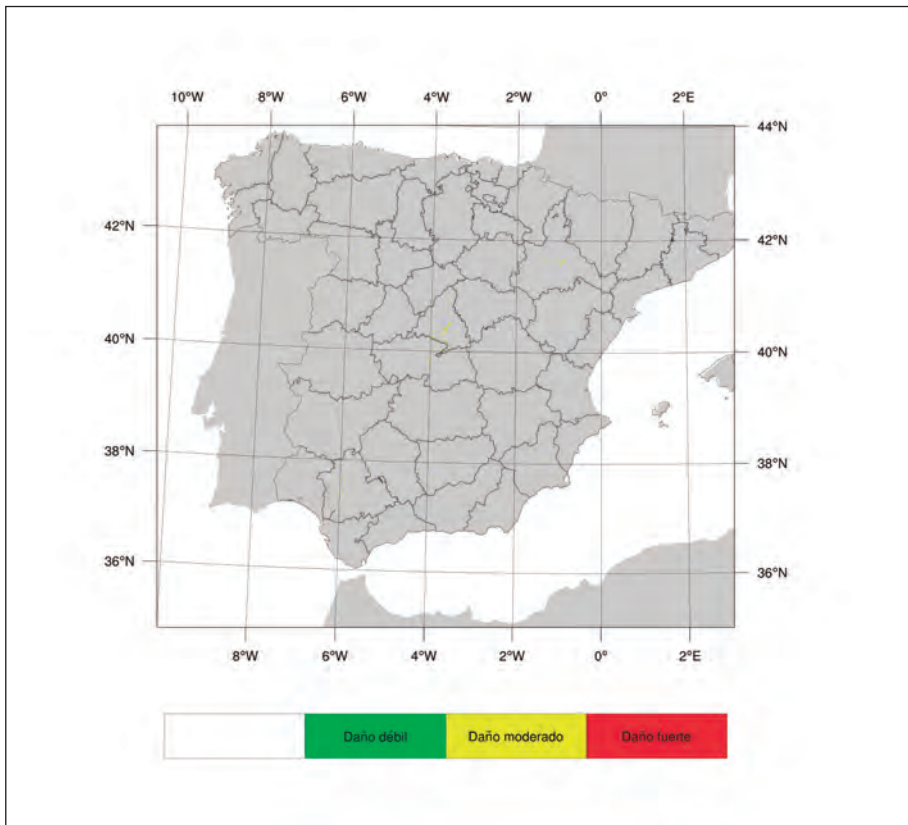 10°W 8°W 6°W 4°W 2°W 0° 2°E
44°N
42°N 42°N
40°N 40°N
38°N 38°N
36°N 36°N
8°W 6°W 4°W 2°W 0° 2°E
Daño débil Daño moderado Daño fuerte